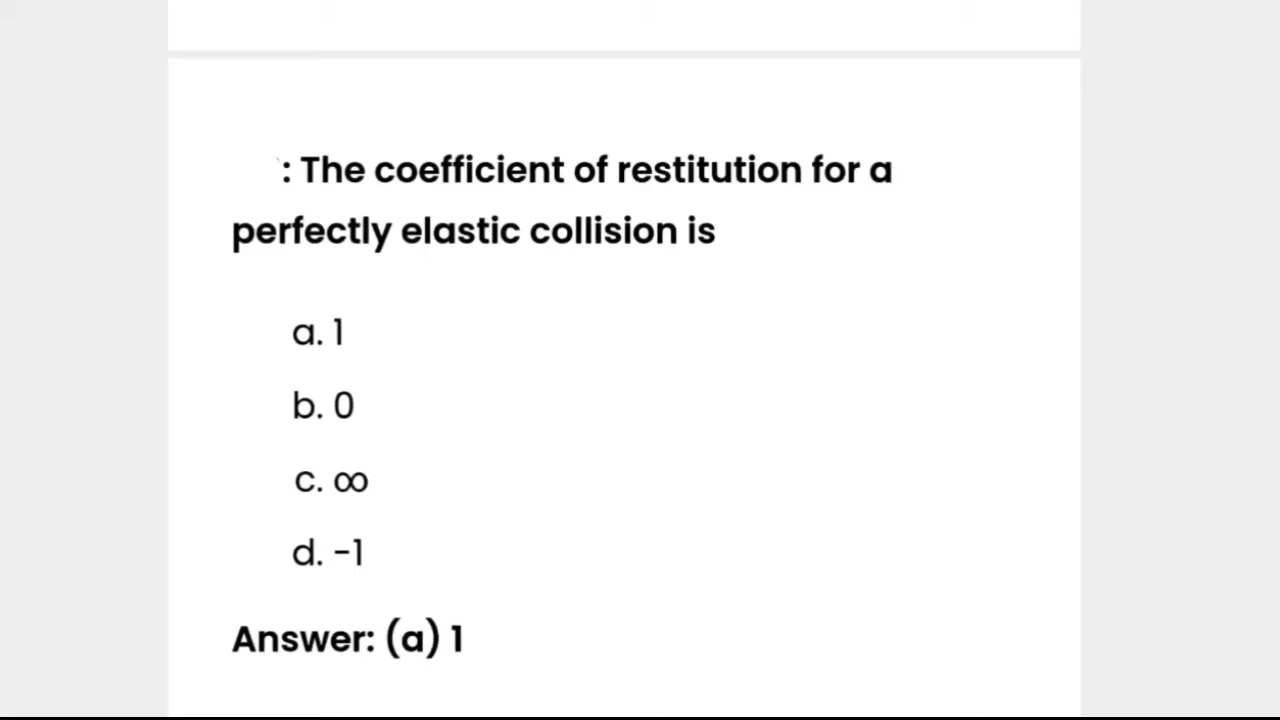 : The coefficient of restitution for a
perfectly elastic collision is
a. 1
b. 0
c. ∞
d. -1
Answer: (a) 1